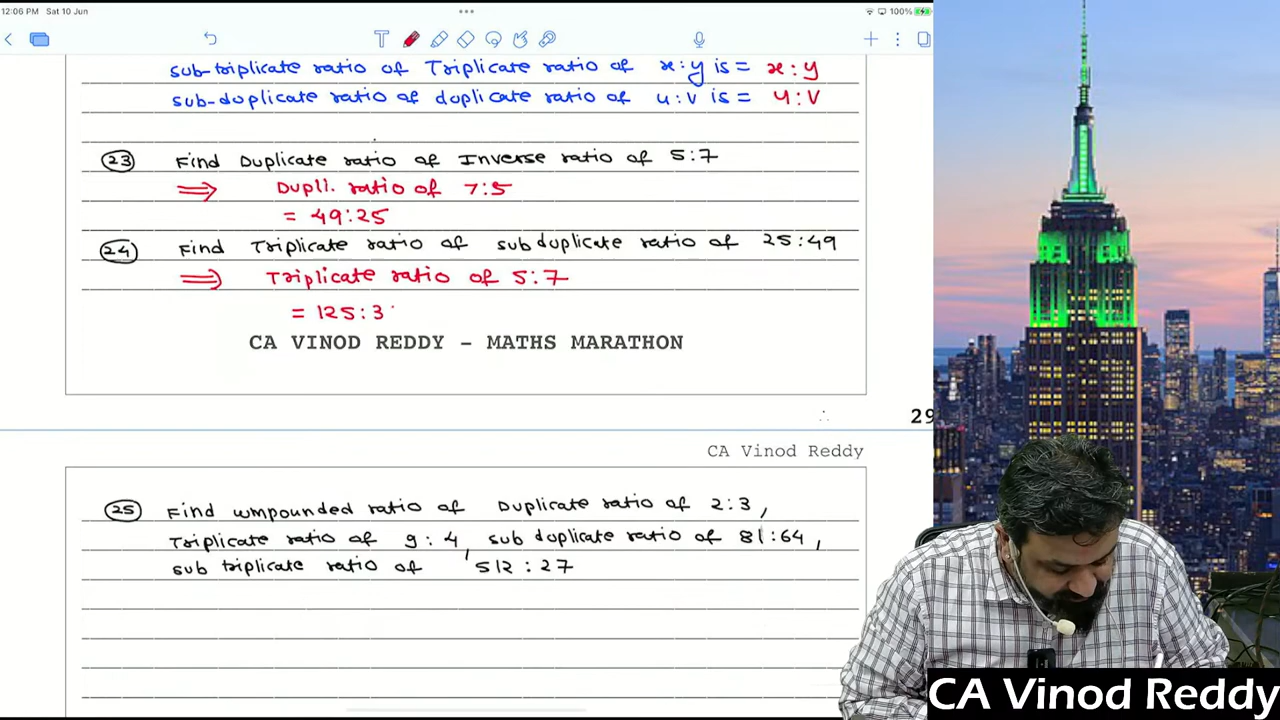 12:06 PM Sat 10 Jun
100%
sub-triplicate ratio of Triplicate ratio of x:y is = x:y
sub-duplicate ratio of duplicate ratio of u:v is = u:v
23 Find Duplicate ratio of Inverse ratio of 5:7
⇒ Dupli. ratio of 7:5
= 49:25
24 Find Triplicate ratio of subduplicate ratio of 25:49
⇒ Triplicate ratio of 5:7
= 125:3
CA VINOD REDDY - MATHS MARATHON
29
CA Vinod Reddy
25 Find compounded ratio of Duplicate ratio of 2:3,
Triplicate ratio of 9:4, sub duplicate ratio of 81:64,
sub triplicate ratio of 512:27
CA Vinod Reddy